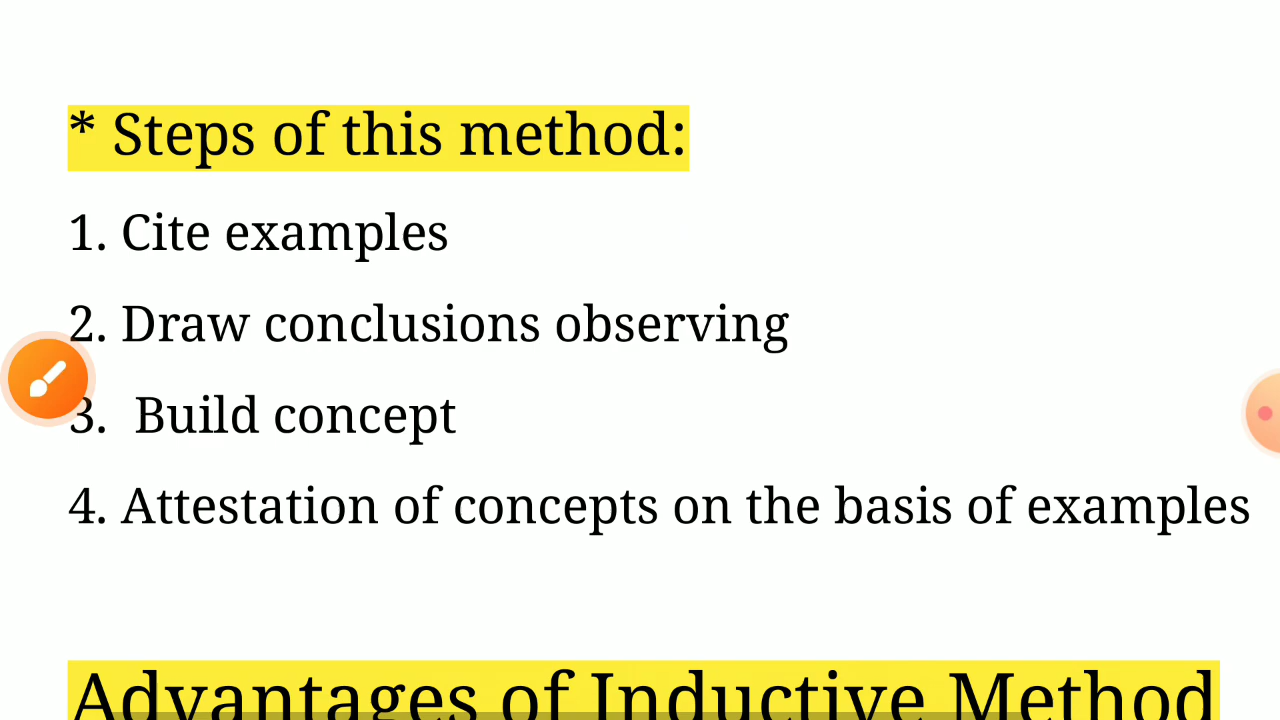 * Steps of this method:
1. Cite examples
2. Draw conclusions observing
3. Build concept
4. Attestation of concepts on the basis of examples
Advantages of Inductive Method